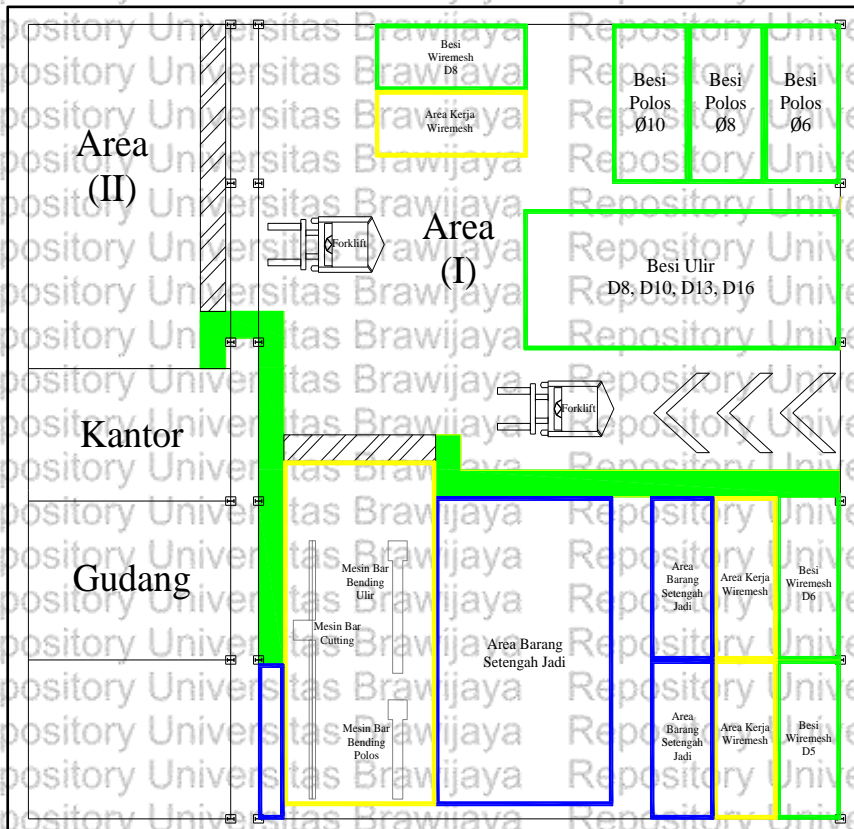 Besi
Wiremesh
D8
Area Kerja
Wiremesh
Besi
Polos
Ø10
Besi
Polos
Ø8
Besi
Polos
Ø6
Area
(II)
Area
(I)
Forklift
Besi Ulir
D8, D10, D13, D16
Forklift
Kantor
Gudang
Mesin Bar
Bending
Ulir
Mesin Bar
Cutting
Mesin Bar
Bending
Polos
Area Barang
Setengah Jadi
Area
Barang
Setengah
Jadi
Area Kerja
Wiremesh
Besi
Wiremesh
D6
Area
Barang
Setengah
Jadi
Area Kerja
Wiremesh
Besi
Wiremesh
D5
Repository Universitas Brawijaya